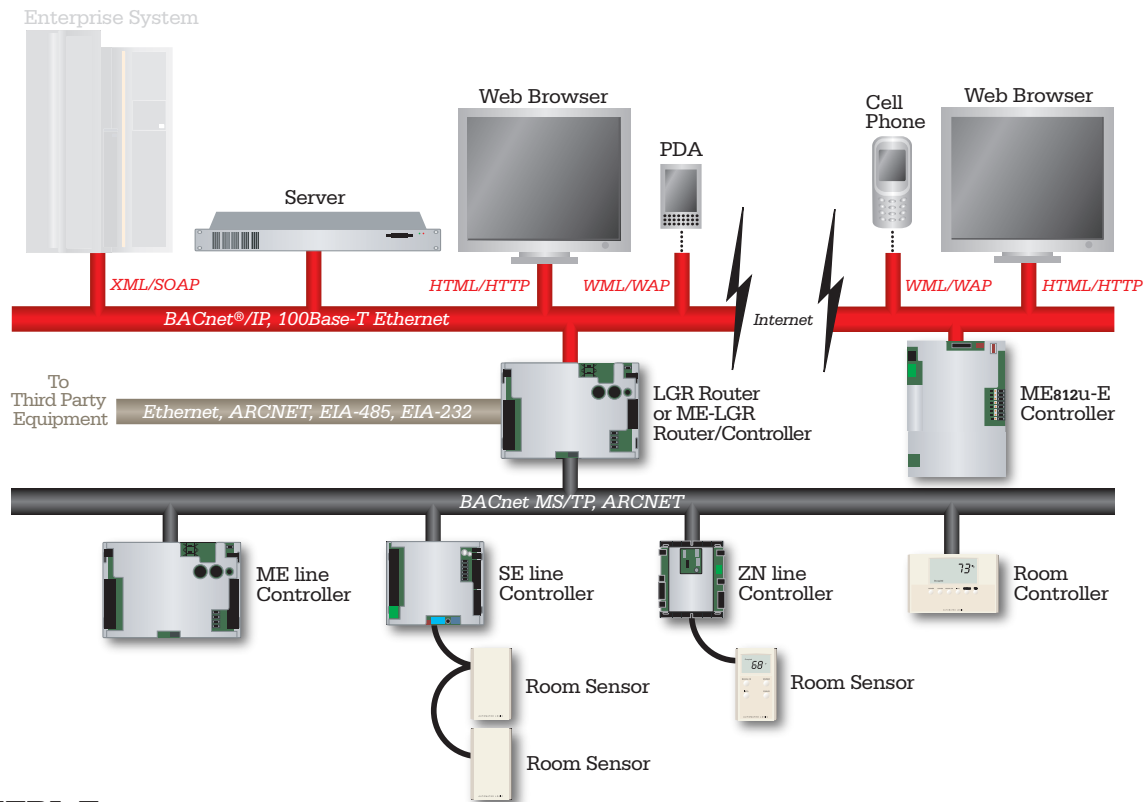 Enterprise System
Web Browser
Cell
Phone
Web Browser
PDA
Server
XML/SOAP
HTML/HTTP
WML/WAP
WML/WAP
HTML/HTTP
BACnet®/IP, 100Base-T Ethernet
Internet
To
Third Party
Equipment
Ethernet, ARCNET, EIA-485, EIA-232
LGR Router
or ME-LGR
Router/Controller
ME812u-E
Controller
BACnet MS/TP, ARCNET
ME line
Controller
SE line
Controller
ZN line
Controller
73°
Room
Controller
68°
Room Sensor
Room Sensor
Room Sensor